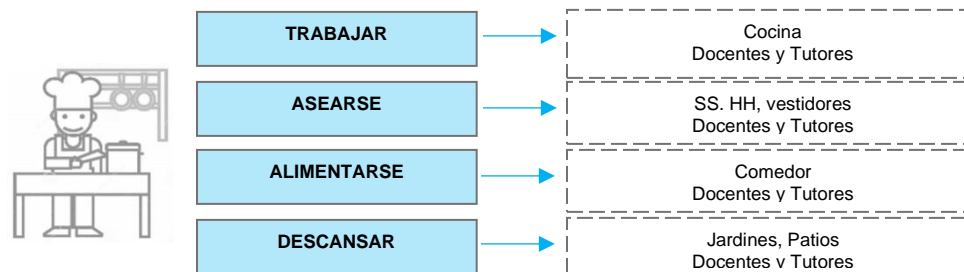 TRABAJAR
Cocina
Docentes y Tutores
ASEARSE
SS. HH, vestidores
Docentes y Tutores
ALIMENTARSE
Comedor
Docentes y Tutores
DESCANSAR
Jardines, Patios
Docentes y Tutores